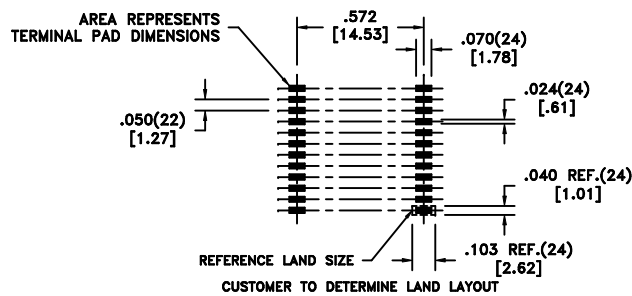 AREA REPRESENTS
TERMINAL PAD DIMENSIONS
.572
[14.53]
.070(24)
[1.78]
.024(24)
[.61]
.050(22)
[1.27]
.040 REF.(24)
[1.01]
REFERENCE LAND SIZE
.103 REF.(24)
[2.62]
CUSTOMER TO DETERMINE LAND LAYOUT